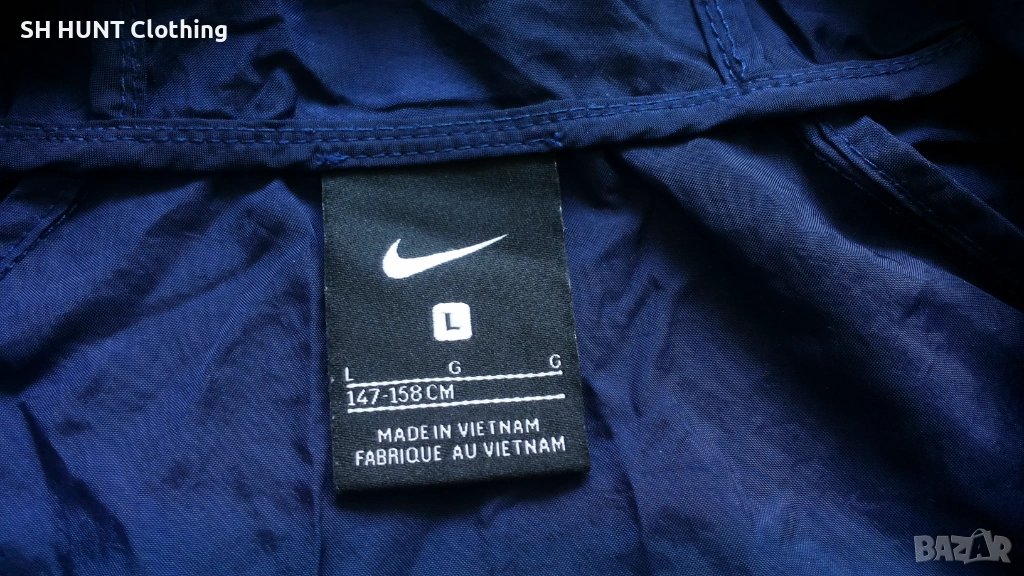 SH HUNT Clothing
L
L G G
147-158 CM
MADE IN VIETNAM
FABRIQUE AU VIETNAM
BAZAR